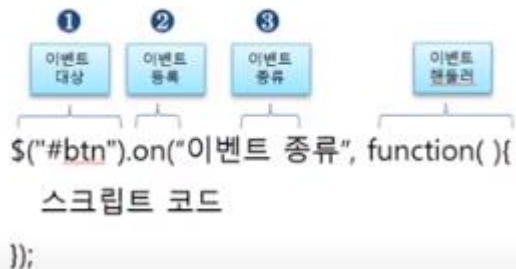 ❶ ❷ ❸
이벤트 대상
이벤트 등록
이벤트 종류
이벤트 핸들러
$("#btn").on("이벤트 종류", function( ){
스크립트 코드
});